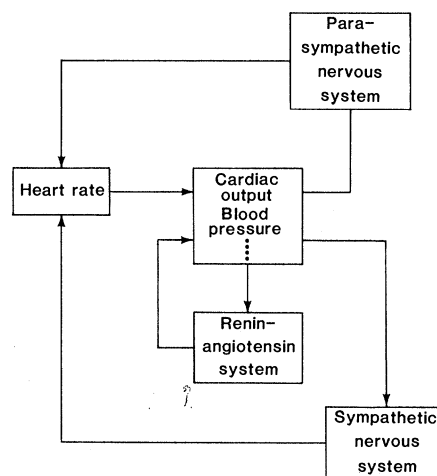 Para-
sympathetic
nervous
system
Heart rate
Cardiac
output
Blood
pressure
Renin-
angiotensin
system
Sympathetic
nervous
system